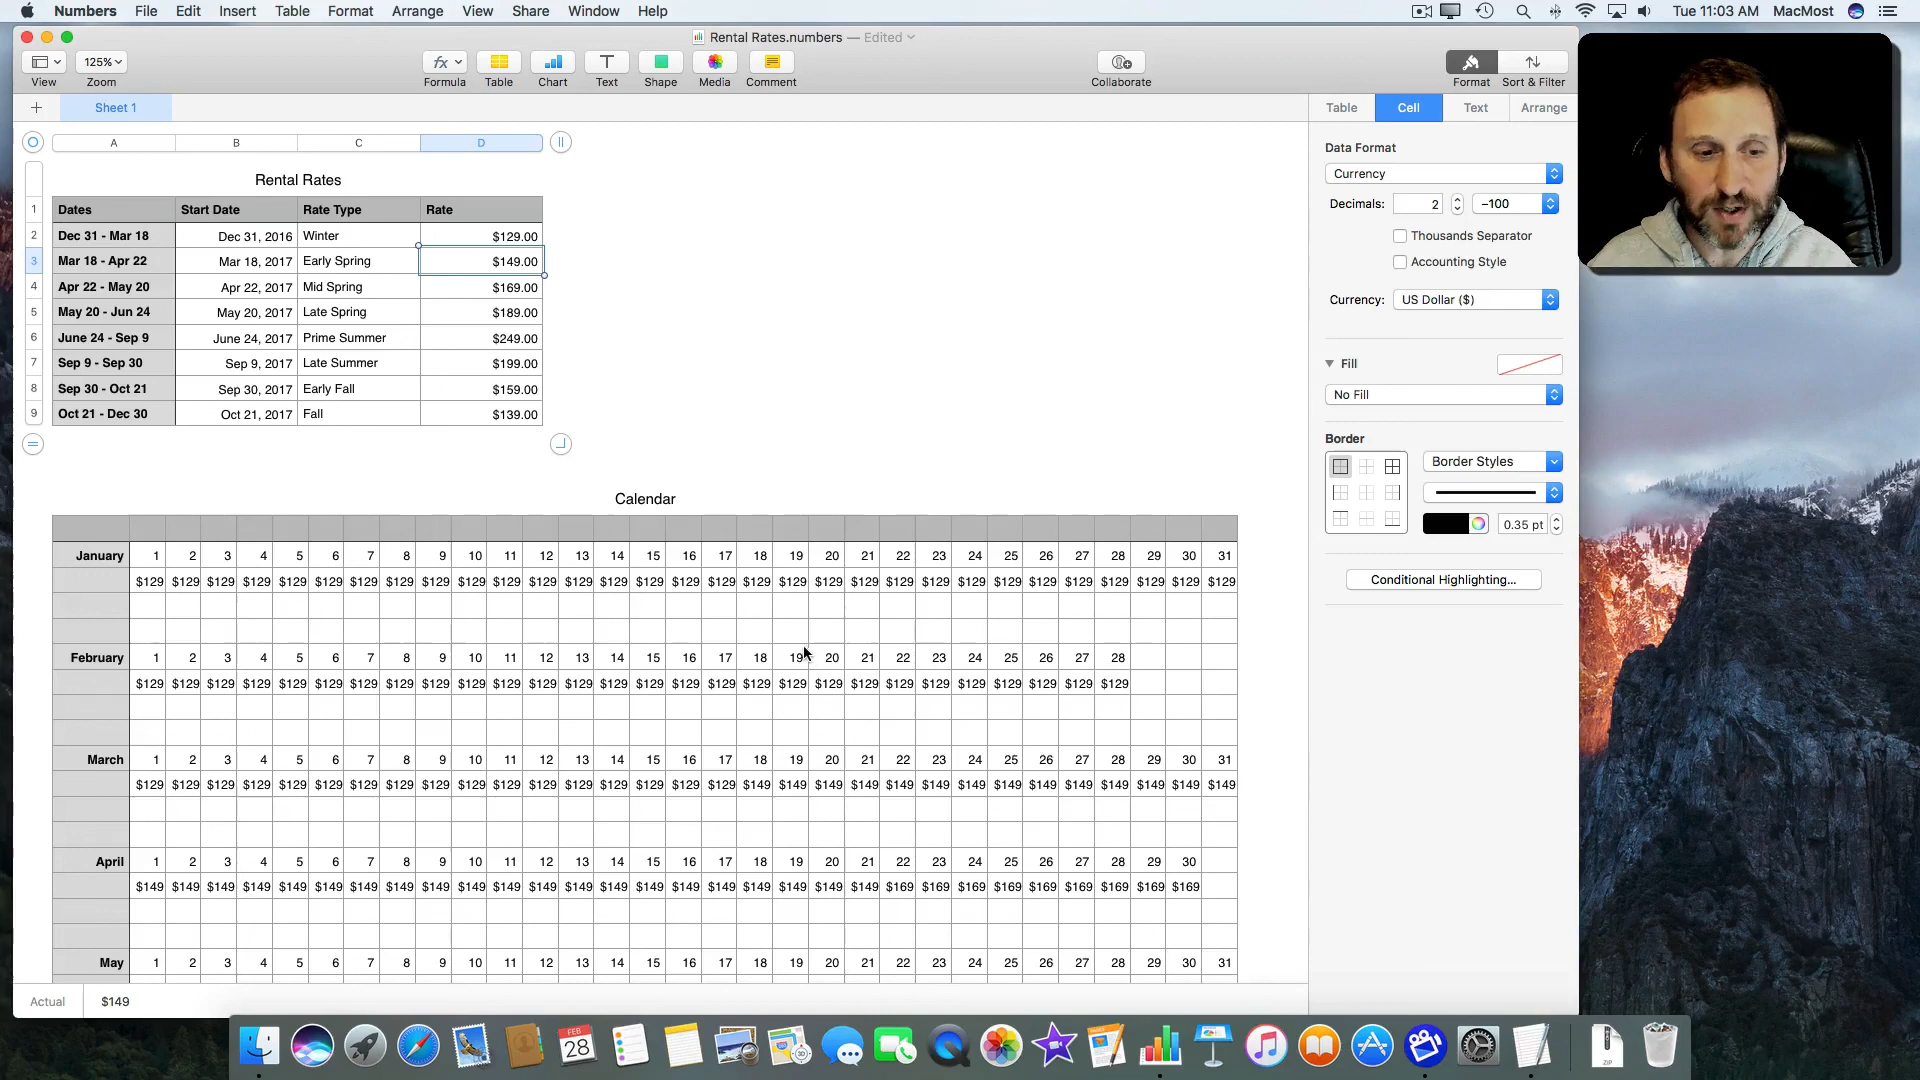 Numbers File Edit Insert Table Format Arrange View Share Window Help Tue 11:03 AM MacMost
Rental Rates.numbers — Edited
125%
View Zoom Formula Table Chart Text Shape Media Comment Collaborate Format Sort & Filter
Sheet 1
Table Cell Text Arrange
A B C D
Rental Rates
1 Dates Start Date Rate Type Rate
2 Dec 31 - Mar 18 Dec 31, 2016 Winter $129.00
3 Mar 18 - Apr 22 Mar 18, 2017 Early Spring $149.00
4 Apr 22 - May 20 Apr 22, 2017 Mid Spring $169.00
5 May 20 - Jun 24 May 20, 2017 Late Spring $189.00
6 June 24 - Sep 9 June 24, 2017 Prime Summer $249.00
7 Sep 9 - Sep 30 Sep 9, 2017 Late Summer $199.00
8 Sep 30 - Oct 21 Sep 30, 2017 Early Fall $159.00
9 Oct 21 - Dec 30 Oct 21, 2017 Fall $139.00
Calendar
January 1 2 3 4 5 6 7 8 9 10 11 12 13 14 15 16 17 18 19 20 21 22 23 24 25 26 27 28 29 30 31
$129 $129 $129 $129 $129 $129 $129 $129 $129 $129 $129 $129 $129 $129 $129 $129 $129 $129 $129 $129 $129 $129 $129 $129 $129 $129 $129 $129 $129 $129 $129
February 1 2 3 4 5 6 7 8 9 10 11 12 13 14 15 16 17 18 19 20 21 22 23 24 25 26 27 28
$129 $129 $129 $129 $129 $129 $129 $129 $129 $129 $129 $129 $129 $129 $129 $129 $129 $129 $129 $129 $129 $129 $129 $129 $129 $129 $129 $129
March 1 2 3 4 5 6 7 8 9 10 11 12 13 14 15 16 17 18 19 20 21 22 23 24 25 26 27 28 29 30 31
$129 $129 $129 $129 $129 $129 $129 $129 $129 $129 $129 $129 $129 $129 $129 $129 $129 $149 $149 $149 $149 $149 $149 $149 $149 $149 $149 $149 $149 $149 $149
April 1 2 3 4 5 6 7 8 9 10 11 12 13 14 15 16 17 18 19 20 21 22 23 24 25 26 27 28 29 30
$149 $149 $149 $149 $149 $149 $149 $149 $149 $149 $149 $149 $149 $149 $149 $149 $149 $149 $149 $149 $149 $169 $169 $169 $169 $169 $169 $169 $169 $169
May 1 2 3 4 5 6 7 8 9 10 11 12 13 14 15 16 17 18 19 20 21 22 23 24 25 26 27 28 29 30 31
Actual $149
Data Format
Currency
Decimals: 2 –100
Thousands Separator
Accounting Style
Currency: US Dollar ($)
Fill
No Fill
Border
Border Styles
0.35 pt
Conditional Highlighting...
FEB
28
ZIP